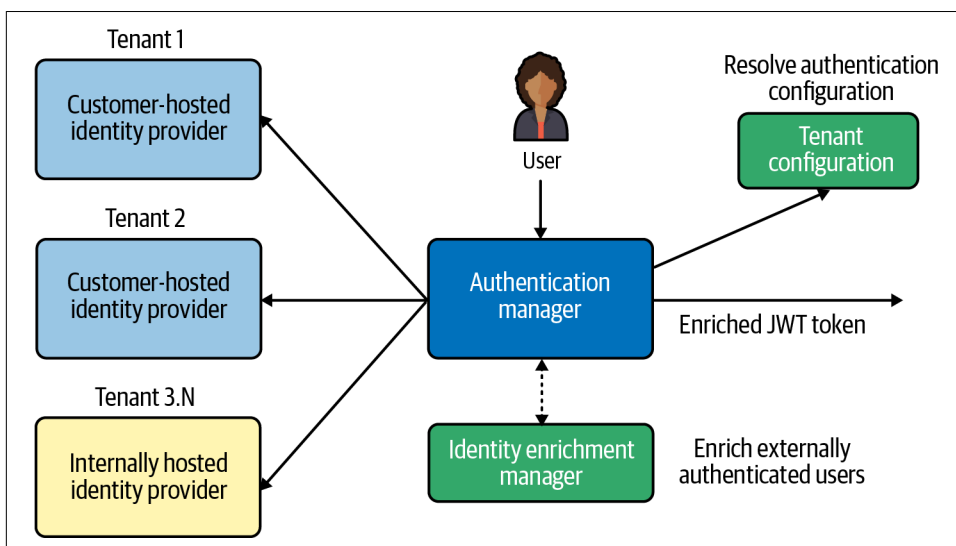 Tenant 1
Customer-hosted
identity provider
Tenant 2
Customer-hosted
identity provider
Tenant 3.N
Internally hosted
identity provider
User
Authentication
manager
Identity enrichment
manager
Resolve authentication
configuration
Tenant
configuration
Enriched JWT token
Enrich externally
authenticated users